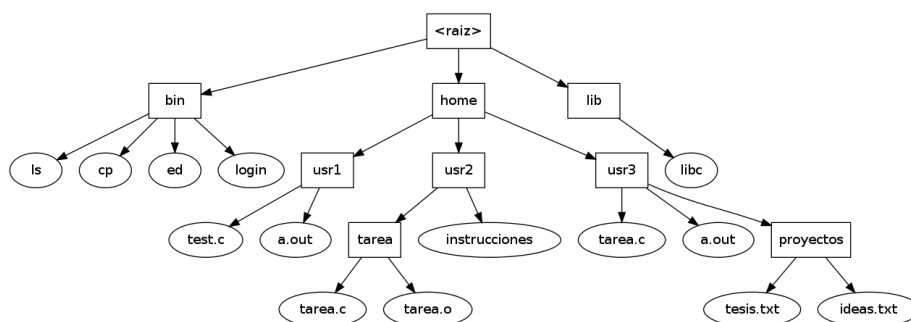 <raiz>
bin
home
lib
ls
cp
ed
login
usr1
usr2
usr3
libc
test.c
a.out
tarea
instrucciones
tarea.c
a.out
proyectos
tarea.c
tarea.o
tesis.txt
ideas.txt